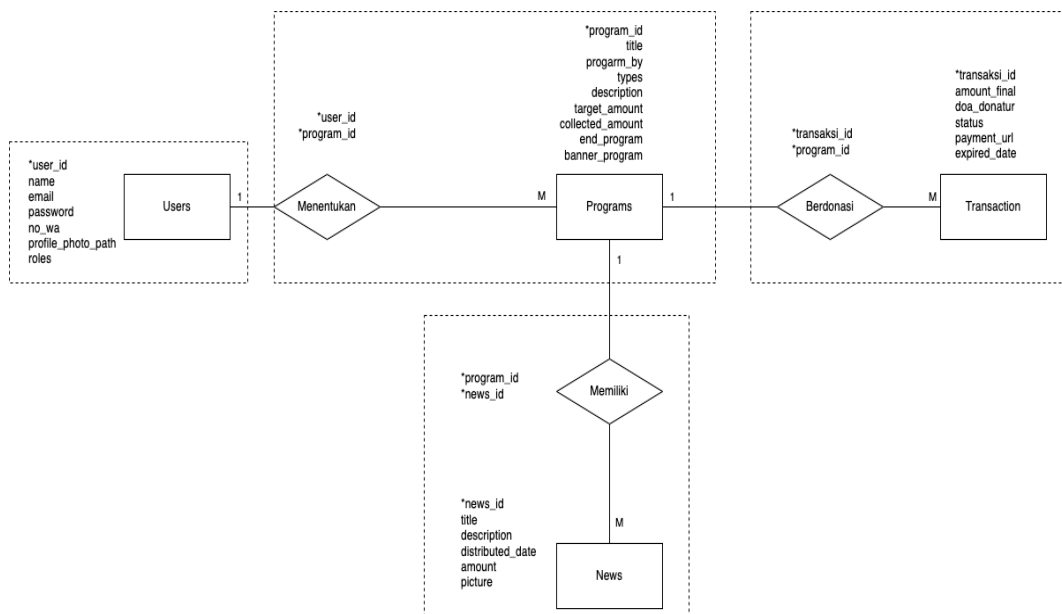 *program_id
title
progarm_by
types
description
target_amount
collected_amount
end_program
banner_program
*transaksi_id
amount_final
doa_donatur
status
payment_url
expired_date
*user_id
*program_id
*transaksi_id
*program_id
*user_id
name
email
password
no_wa
profile_photo_path
roles
Users
1
Menentukan
M
Programs
1
Berdonasi
M
Transaction
1
*program_id
*news_id
Memiliki
*news_id
title
description
distributed_date
amount
picture
M
News